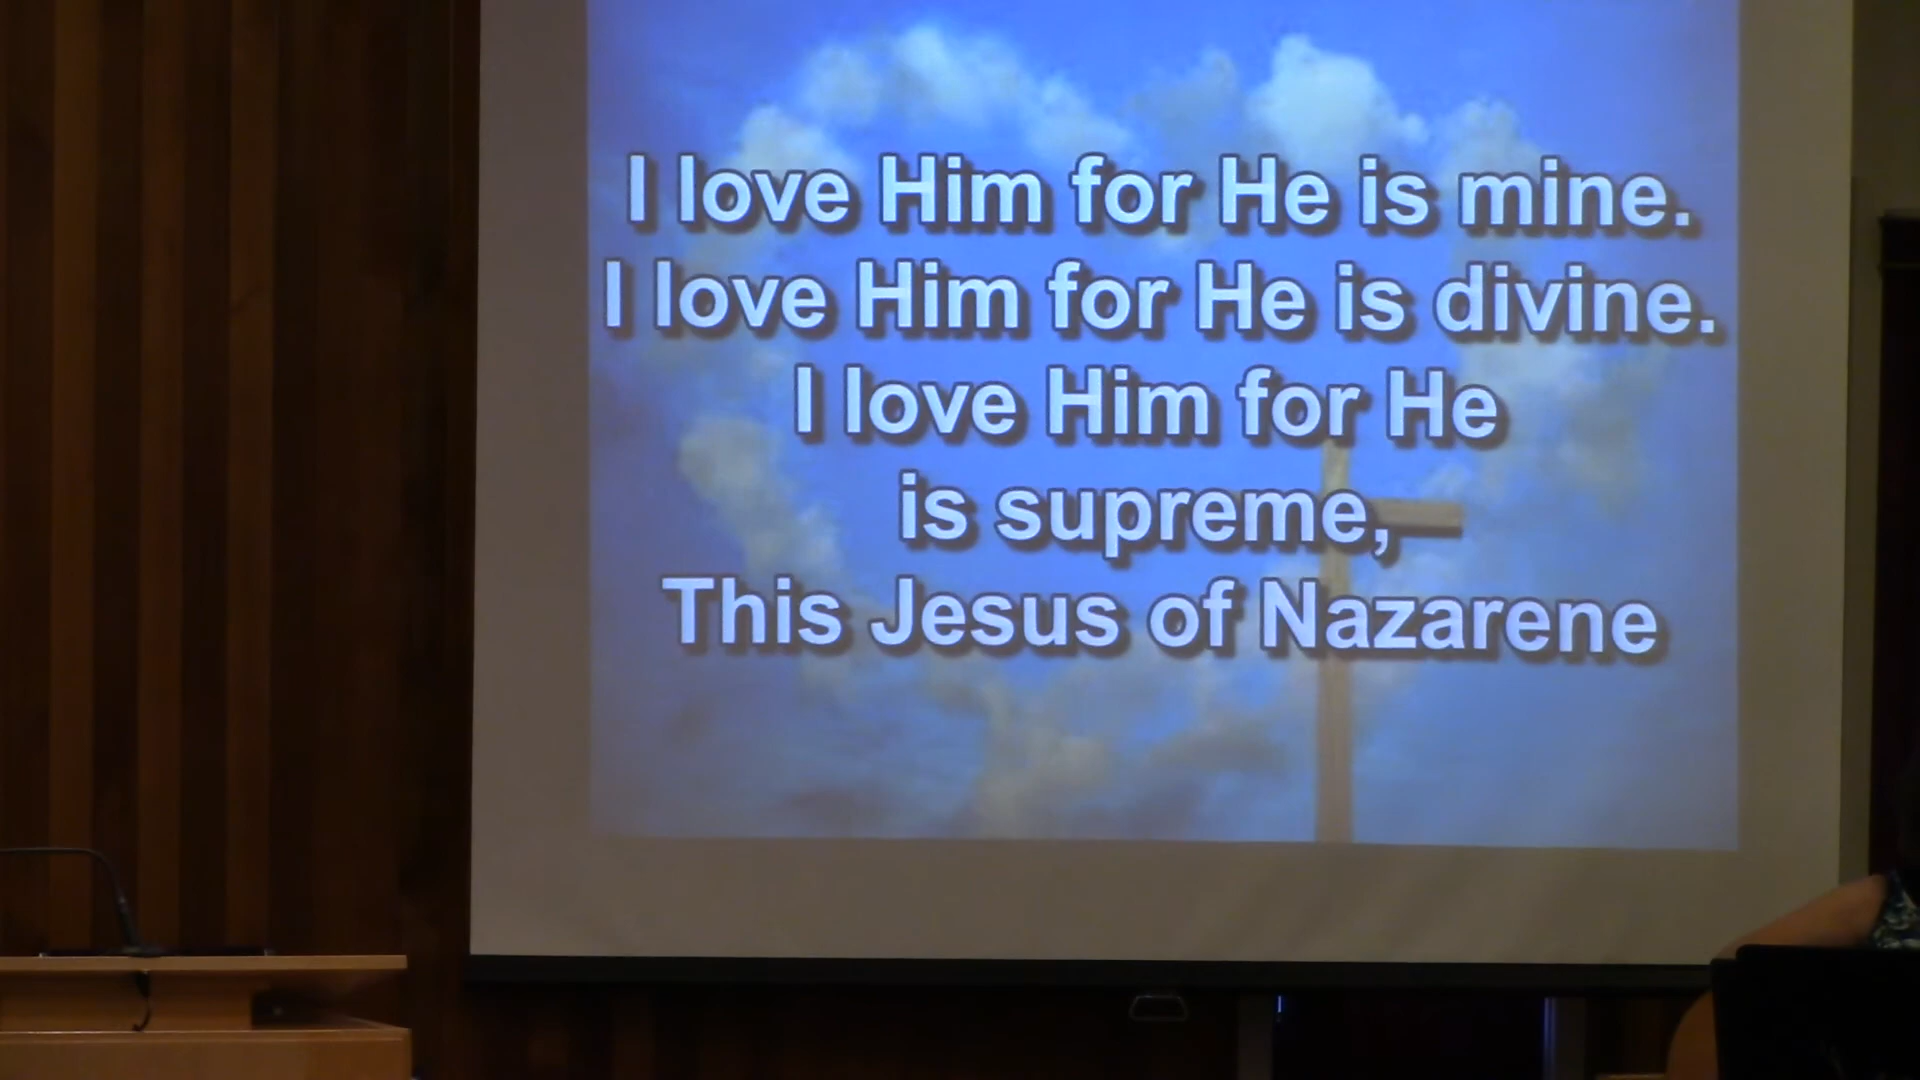 I love Him for He is mine.
I love Him for He is divine.
I love Him for He
is supreme,
This Jesus of Nazarene